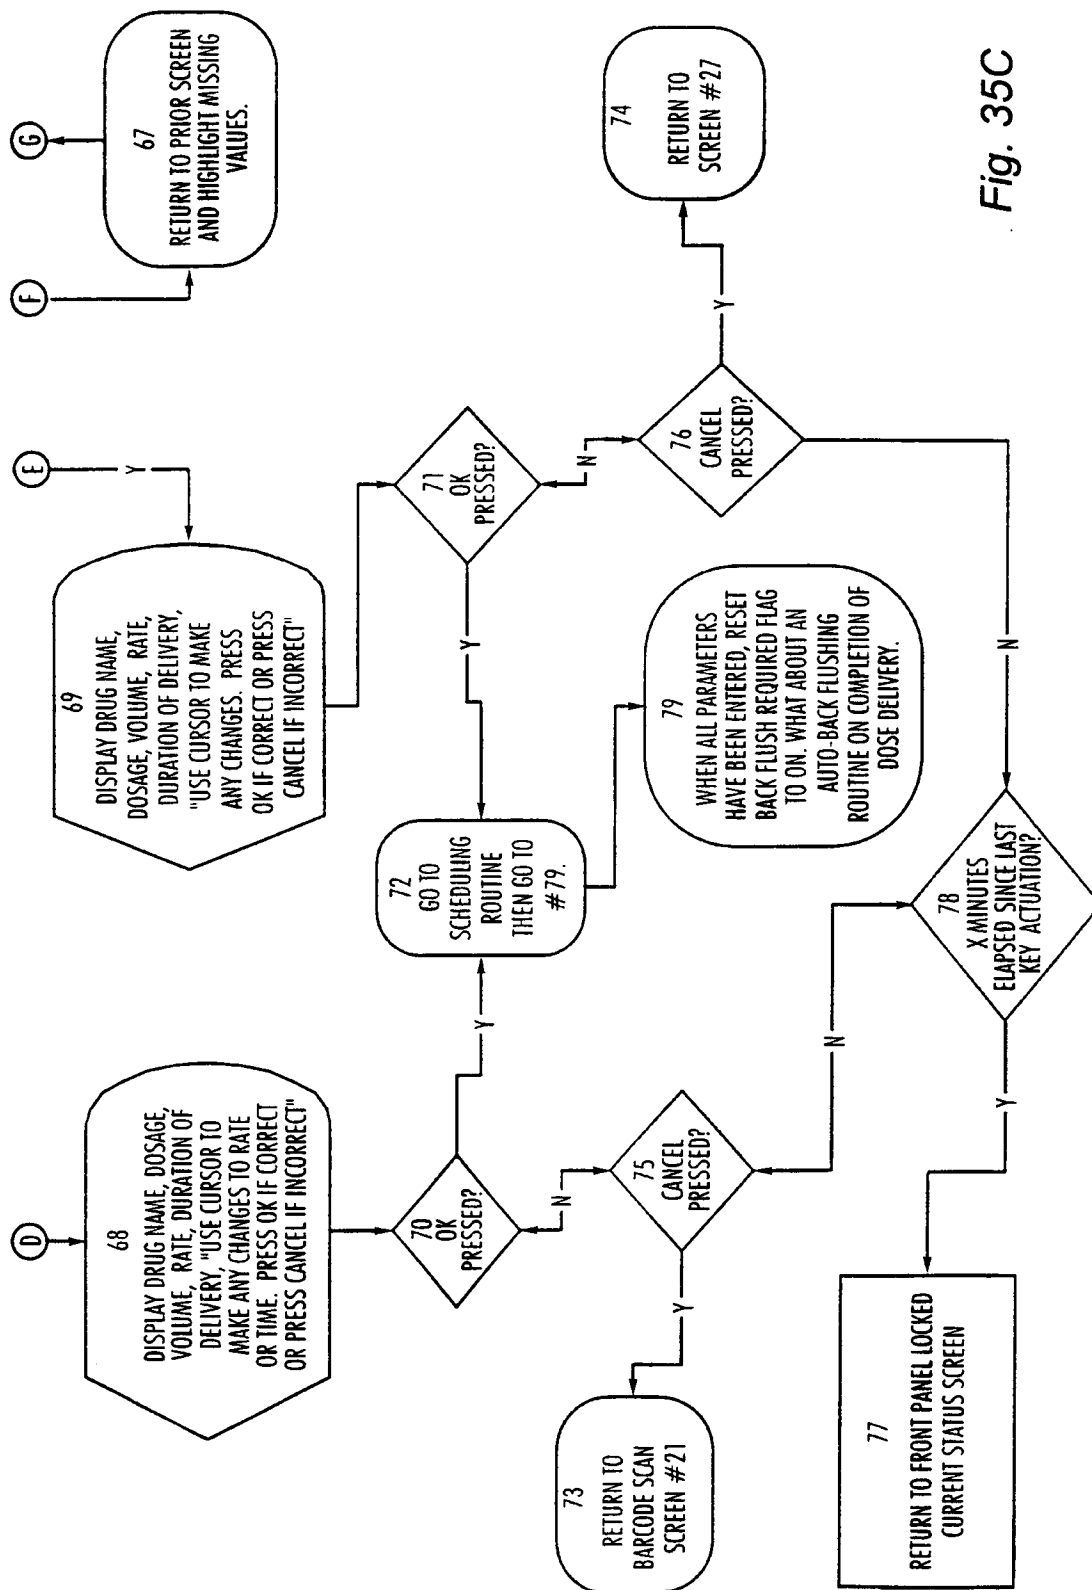 D
68
DISPLAY DRUG NAME, DOSAGE,
VOLUME, RATE, DURATION OF
DELIVERY, "USE CURSOR TO
MAKE ANY CHANGES TO RATE
OR TIME. PRESS OK IF CORRECT
OR PRESS CANCEL IF INCORRECT"
E
Y
69
DISPLAY DRUG NAME,
DOSAGE, VOLUME, RATE,
DURATION OF DELIVERY,
"USE CURSOR TO MAKE
ANY CHANGES. PRESS
OK IF CORRECT OR PRESS
CANCEL IF INCORRECT"
F
G
67
RETURN TO PRIOR SCREEN
AND HIGHLIGHT MISSING
VALUES.
70
OK
PRESSED?
Y
N
72
GO TO
SCHEDULING
ROUTINE
THEN GO TO
#79.
Y
71
OK
PRESSED?
N
73
RETURN TO
BARCODE SCAN
SCREEN #21
Y
75
CANCEL
PRESSED?
N
79
WHEN ALL PARAMETERS
HAVE BEEN ENTERED, RESET
BACK FLUSH REQUIRED FLAG
TO ON. WHAT ABOUT AN
AUTO-BACK FLUSHING
ROUTINE ON COMPLETION OF
DOSE DELIVERY.
76
CANCEL
PRESSED?
Y
N
74
RETURN TO
SCREEN #27
77
RETURN TO FRONT PANEL LOCKED
CURRENT STATUS SCREEN
Y
78
X MINUTES
ELAPSED SINCE LAST
KEY ACTUATION?
Fig. 35C